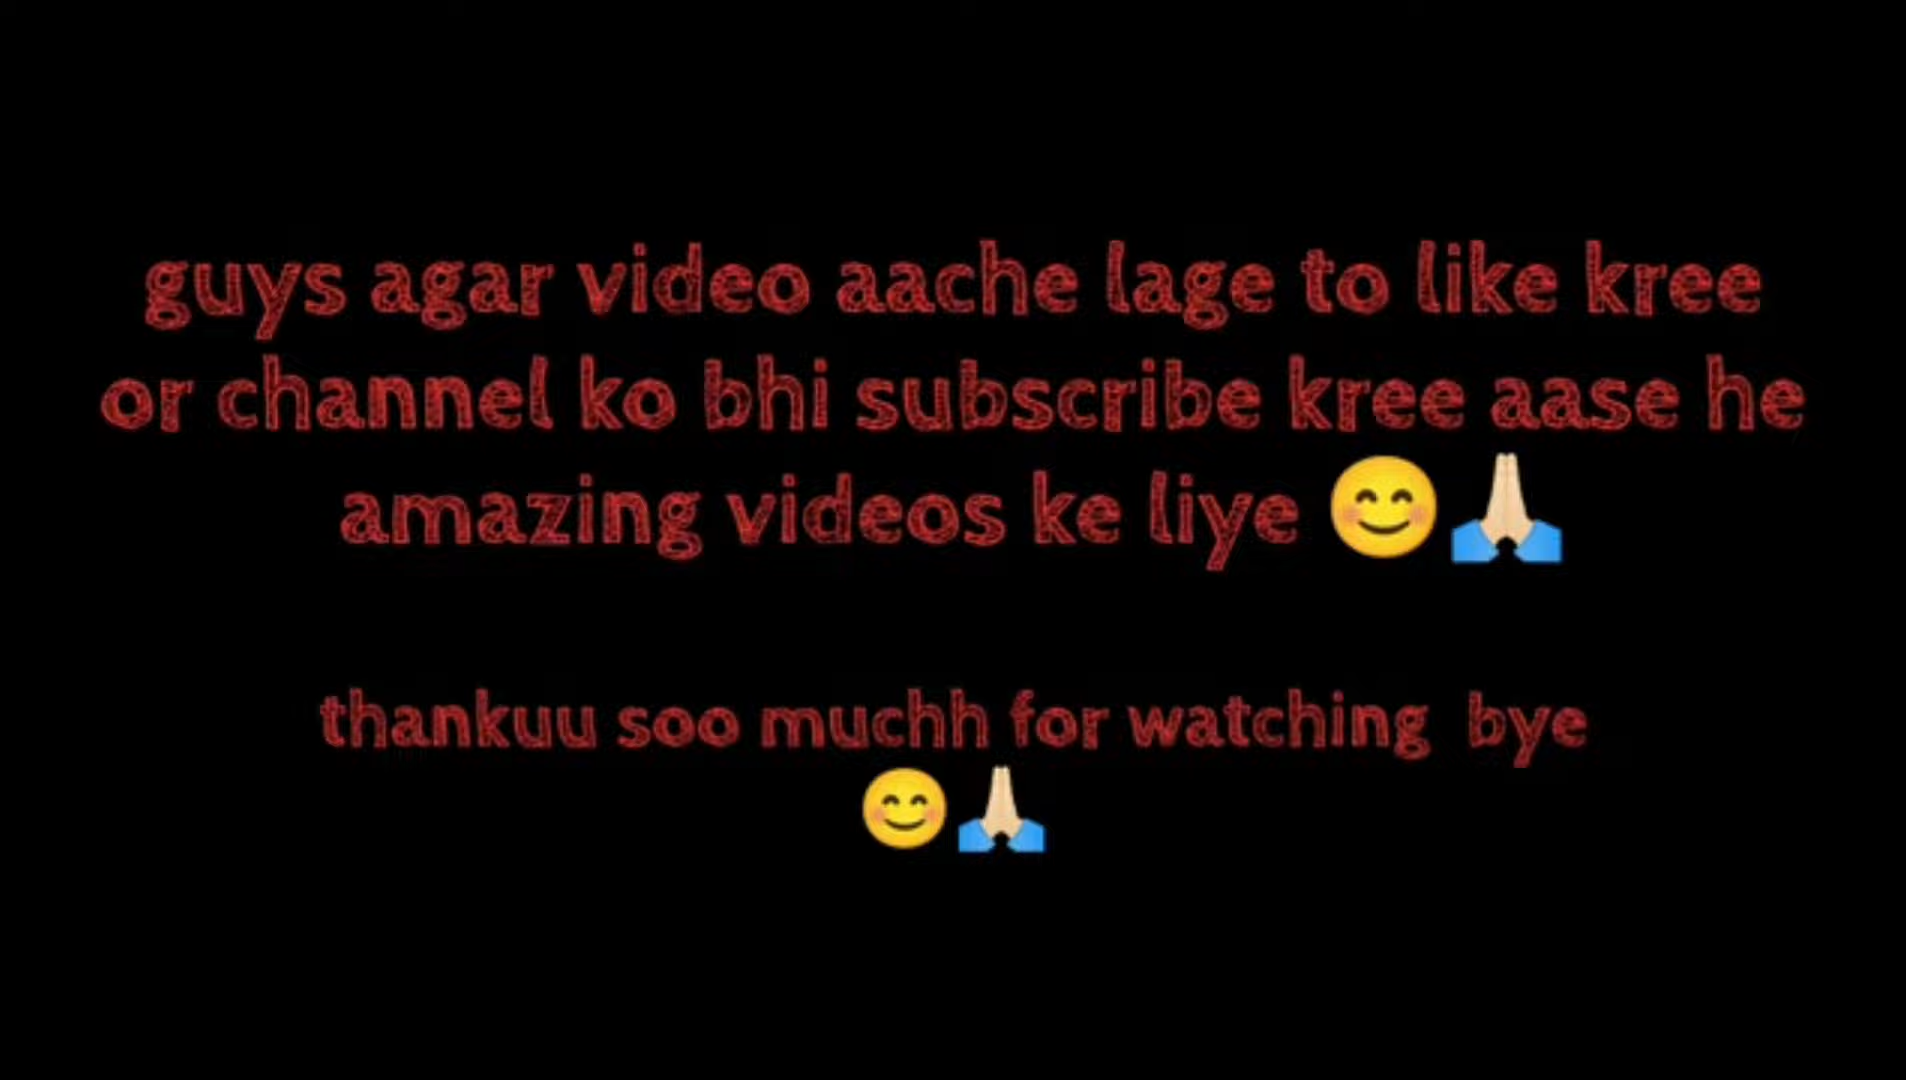 guys agar video aache lage to like kree
or channel ko bhi subscribe kree aase he
amazing videos ke liye 😊🙏🏻
thankuu soo muchh for watching  bye
😊🙏🏻